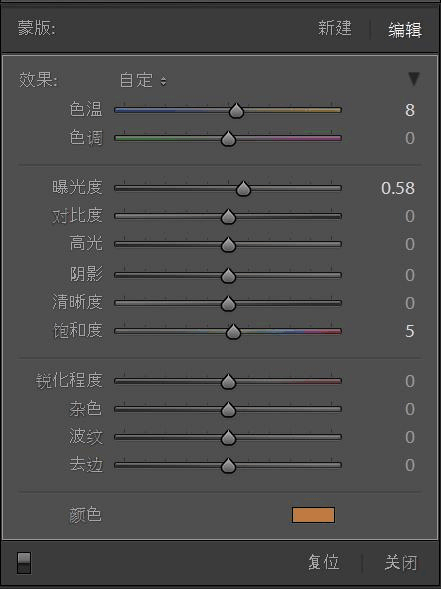 蒙版: 新建 编辑
效果: 自定
色温 8
色调 0
曝光度 0.58
对比度 0
高光 0
阴影 0
清晰度 0
饱和度 5
锐化程度 0
杂色 0
波纹 0
去边 0
颜色
复位 关闭